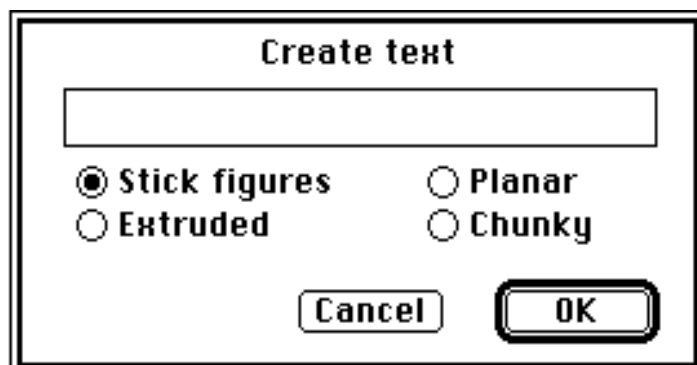 Create text
Stick figures Planar
Extruded Chunky
Cancel OK